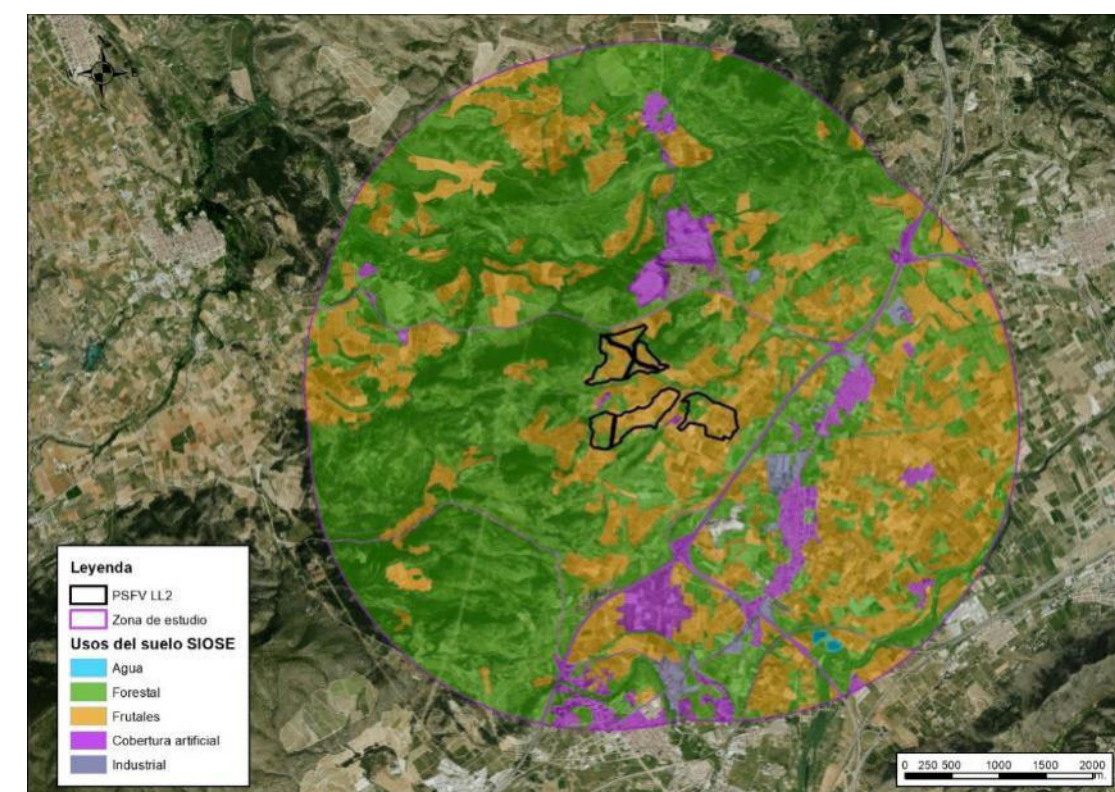 Leyenda
PSFV LL2
Zona de estudio
Usos del suelo SIOSE
Agua
Forestal
Frutales
Cobertura artificial
Industrial
0 250 500 1000 1500 2000
m.